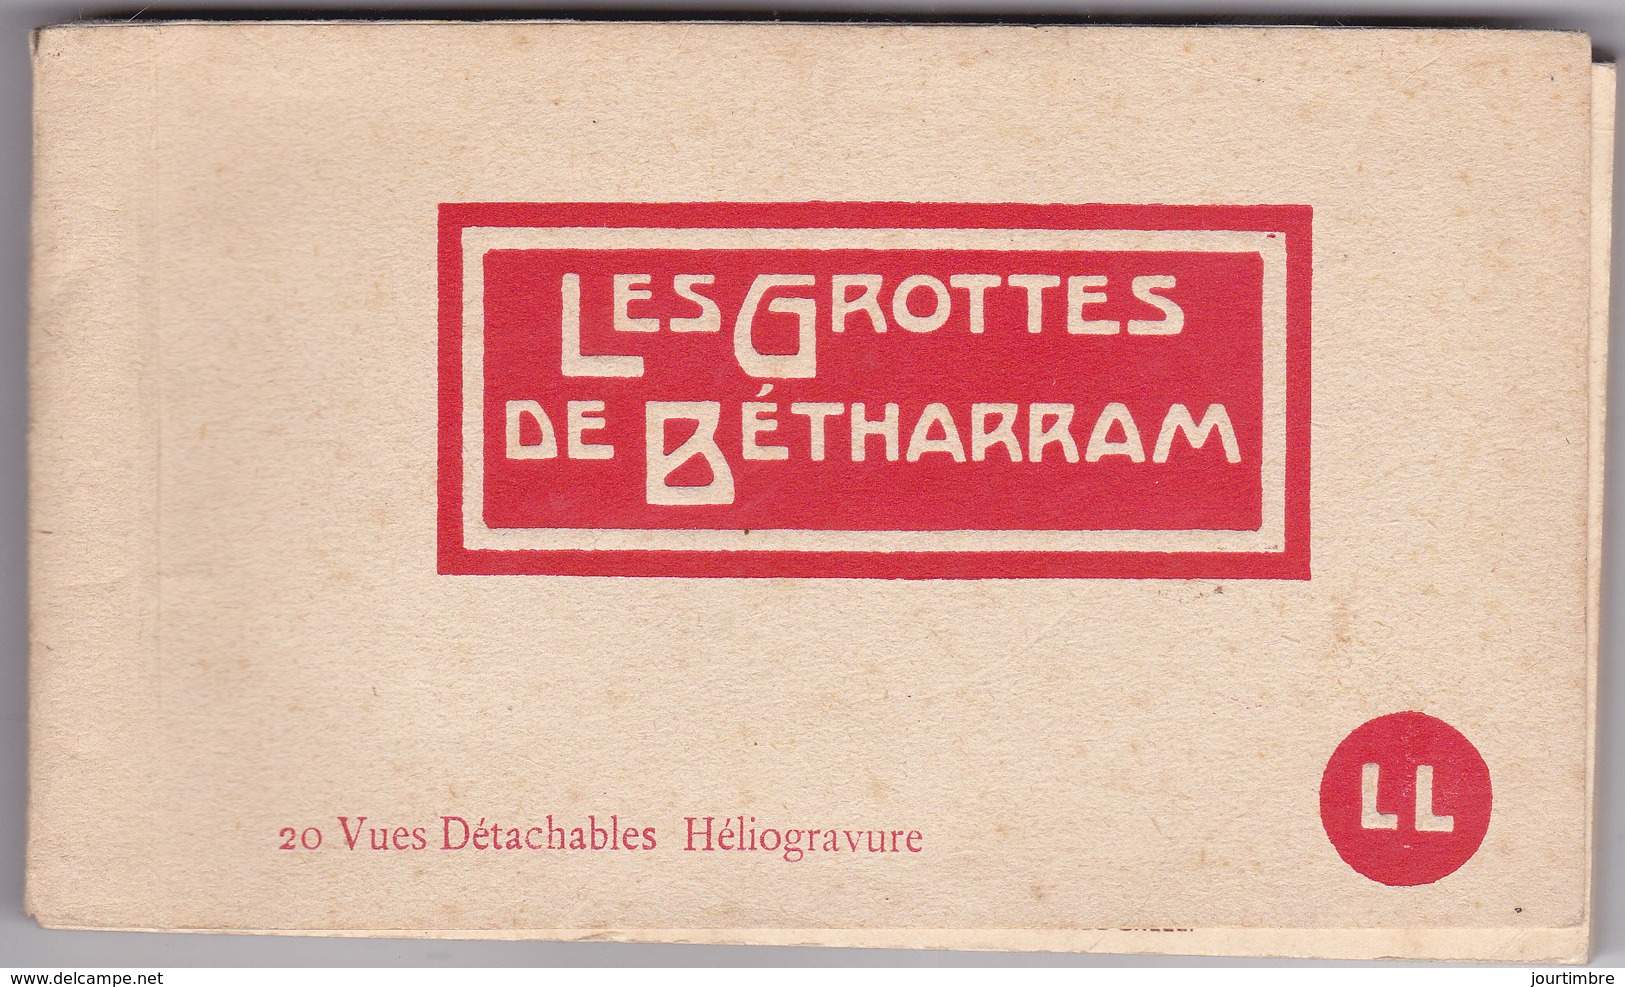 LES GROTTES
DE BÉTHARRAM
LL
20 Vues Détachables Héliogravure
www.delcampe.net
jourtimbre